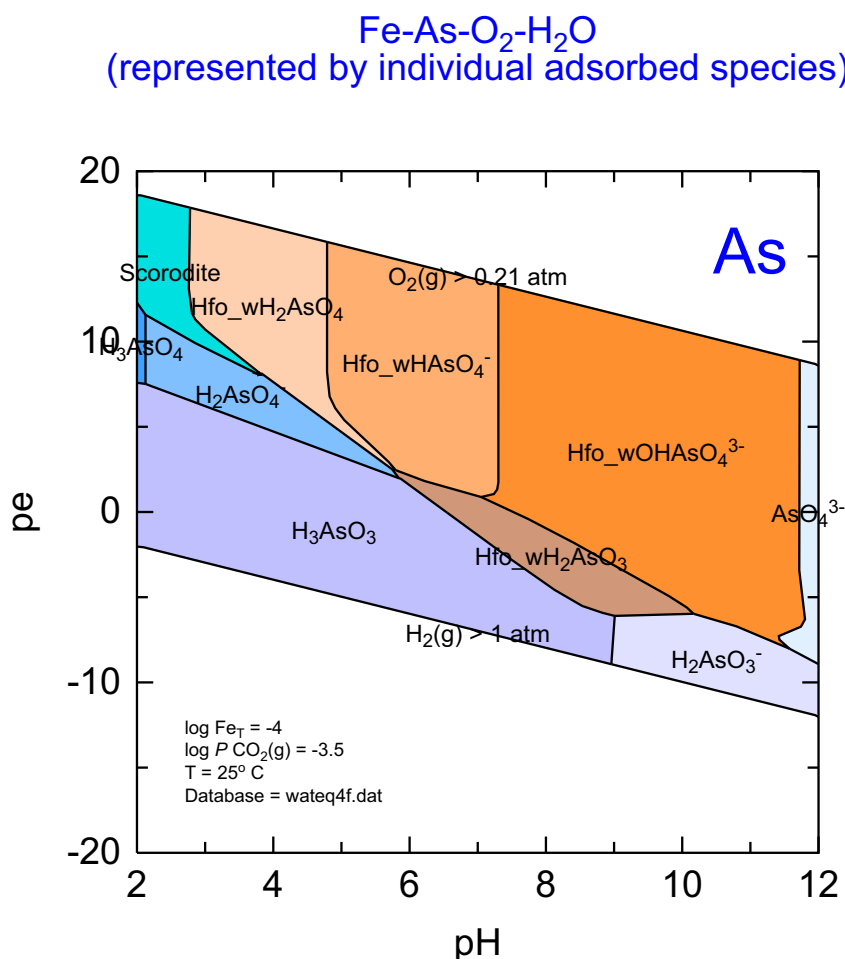 Fe-As-O₂-H₂O
(represented by individual adsorbed species)
As
O₂(g) > 0.21 atm
Scorodite
Hfo_wH₂AsO₄
H₃AsO₄
Hfo_wHAsO₄⁻
H₂AsO₄⁻
Hfo_wOHAsO₄³⁻
AsO₄³⁻
H₃AsO₃
Hfo_wH₂AsO₃
H₂(g) > 1 atm
H₂AsO₃⁻
log Fe_T = -4
log P CO₂(g) = -3.5
T = 25° C
Database = wateq4f.dat
20
10
0
-10
-20
pe
2 4 6 8 10 12
pH